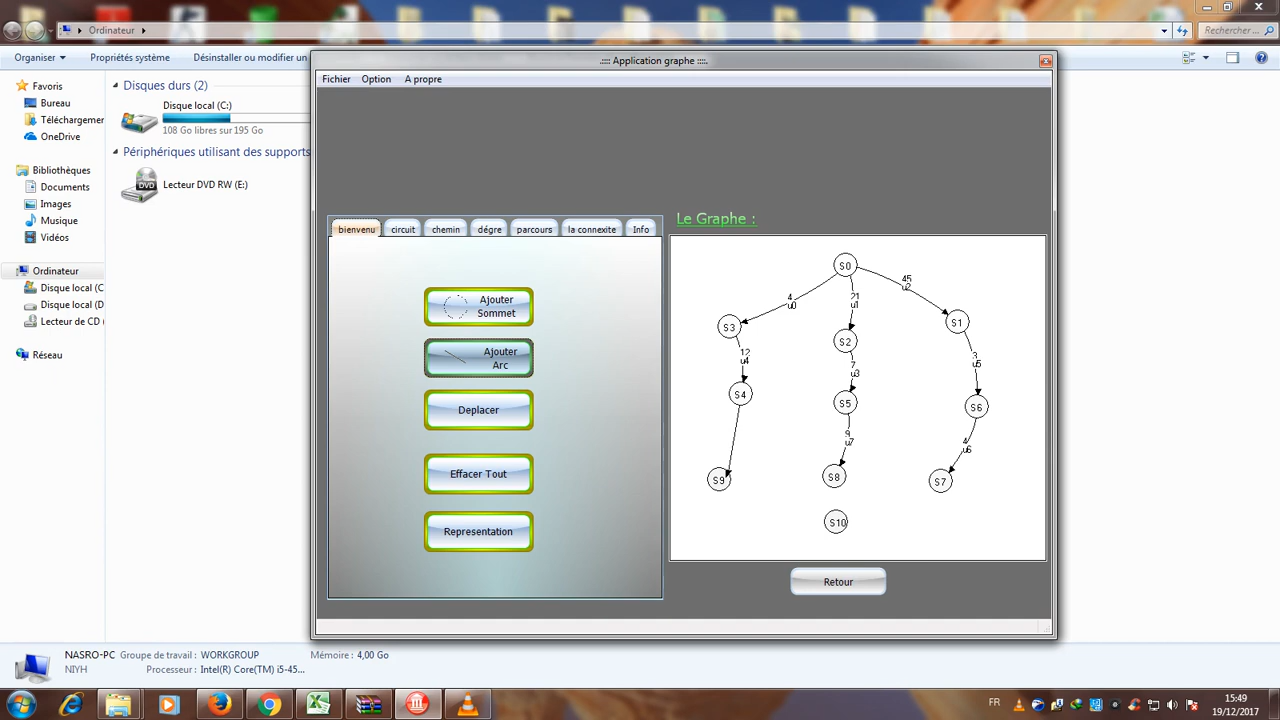 Ordinateur
Rechercher...
Organiser
Propriétés système
Désinstaller ou modifier un
.:::: Application graphe ::::.
Fichier
Option
A propre
Favoris
Bureau
Téléchargemer
OneDrive
Bibliothèques
Documents
Images
Musique
Vidéos
Ordinateur
Disque local (C
Disque local (D
Lecteur de CD (
Réseau
Disques durs (2)
Disque local (C:)
108 Go libres sur 195 Go
Périphériques utilisant des supports
DVD
Lecteur DVD RW (E:)
bienvenu
circuit
chemin
dégre
parcours
la connexite
Info
Ajouter
Sommet
Ajouter
Arc
Deplacer
Effacer Tout
Representation
Le Graphe :
S0
45
u2
4
u0
21
u1
S3
S1
S2
12
u4
7
u3
3
u5
S4
S5
S6
9
u7
4
u6
S9
S8
S7
S10
Retour
NASRO-PC
Groupe de travail : WORKGROUP
Mémoire : 4,00 Go
NIYH
Processeur : Intel(R) Core(TM) i5-45...
FR
15:49
19/12/2017